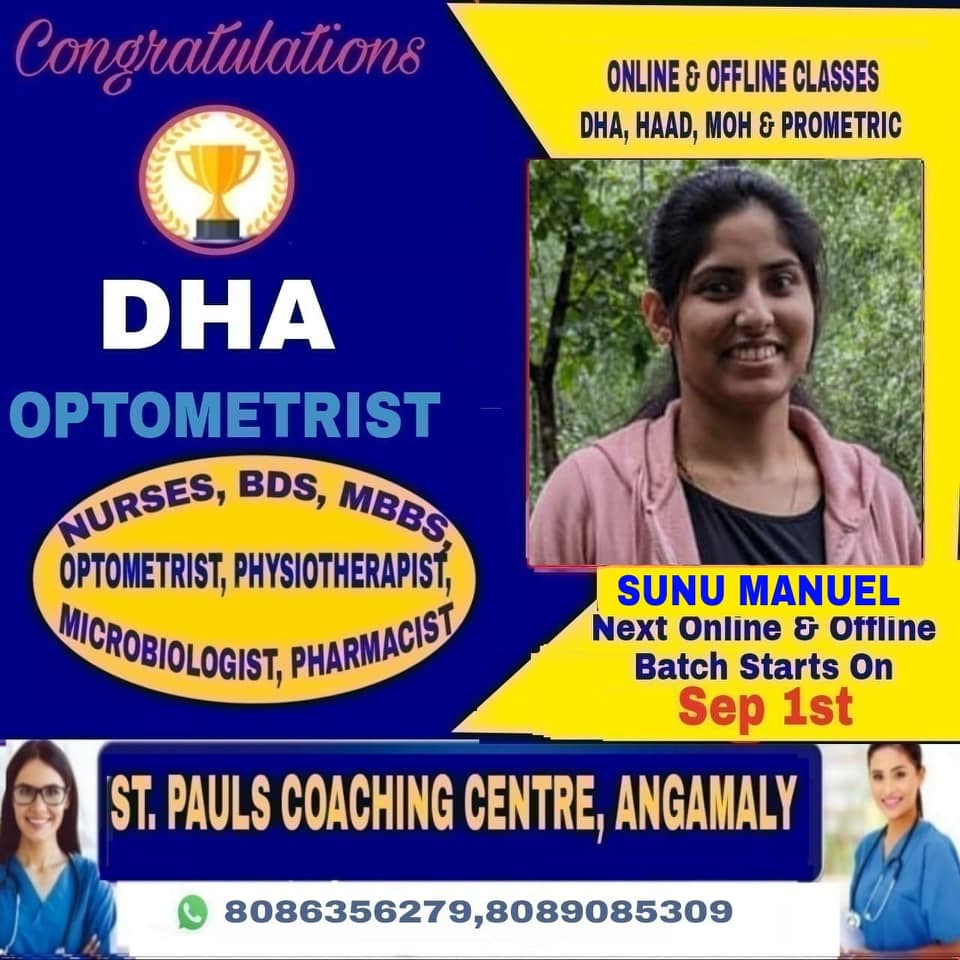 Congratulations
DHA
OPTOMETRIST
NURSES, BDS, MBBS,
OPTOMETRIST, PHYSIOTHERAPIST,
MICROBIOLOGIST, PHARMACIST
ONLINE & OFFLINE CLASSES
DHA, HAAD, MOH & PROMETRIC
SUNU MANUEL
Next Online & Offline
Batch Starts On
Sep 1st
ST. PAULS COACHING CENTRE, ANGAMALY
8086356279,8089085309